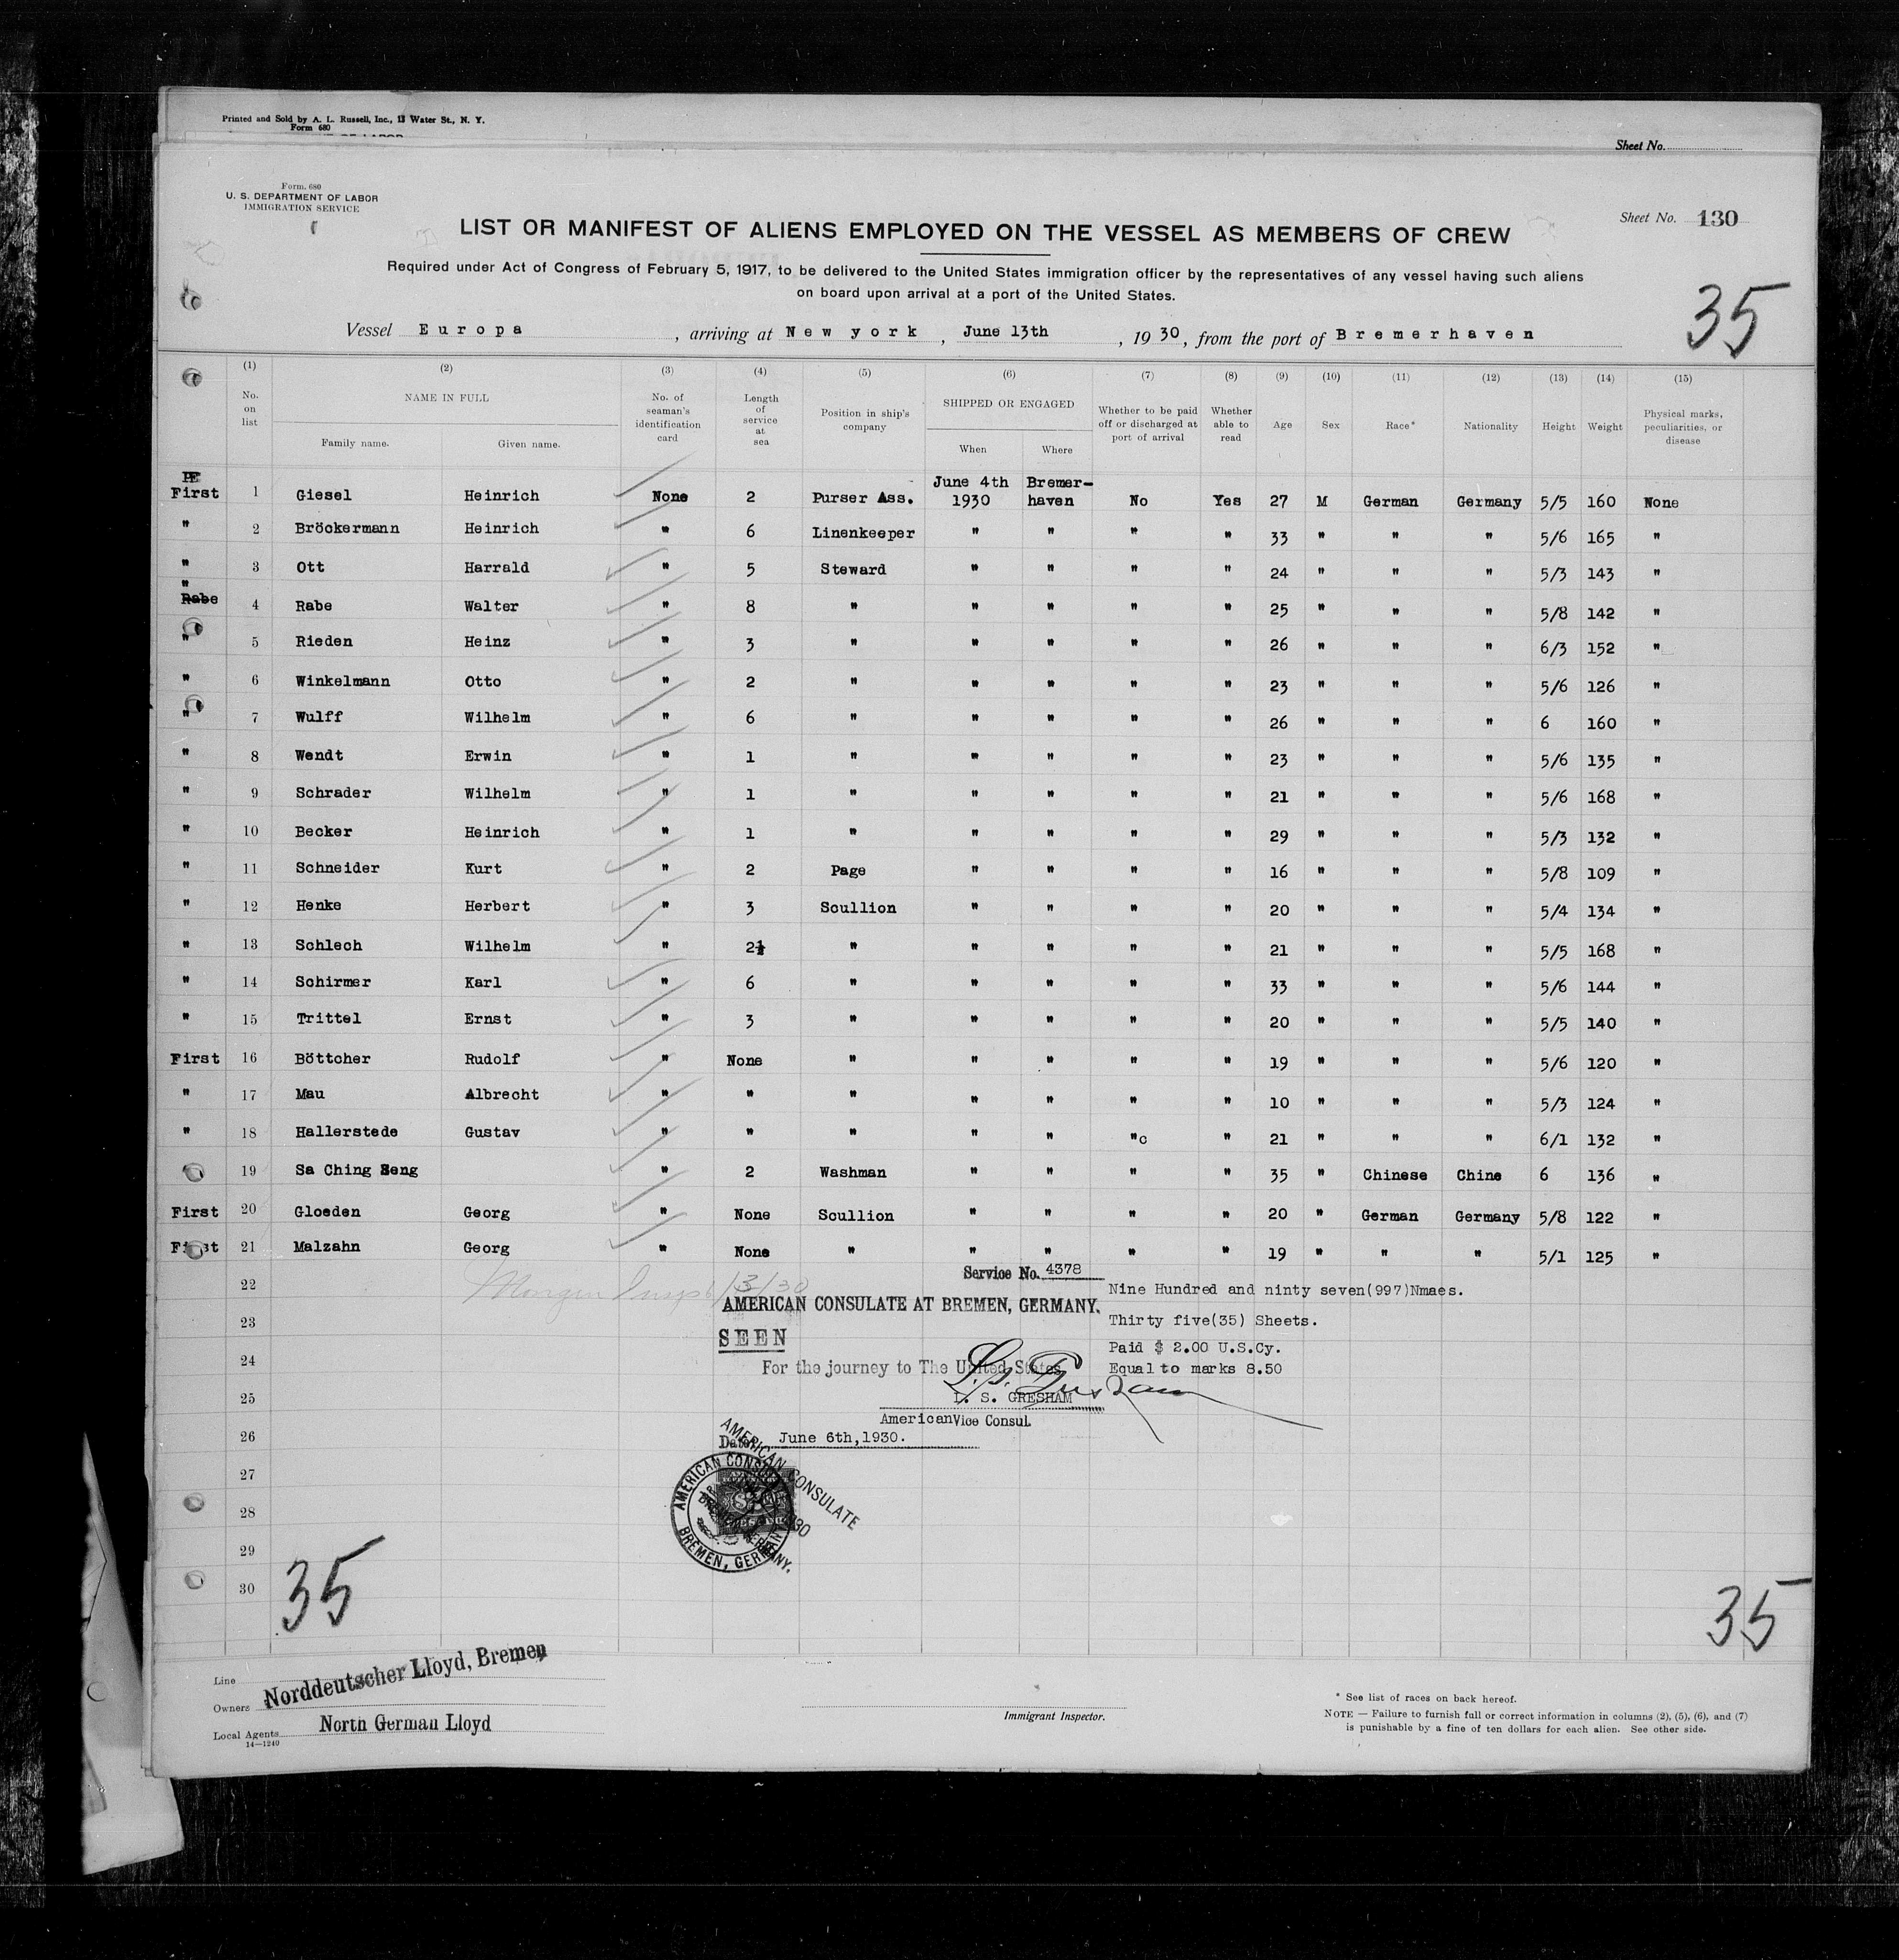 Printed and Sold by A. L. Russell, Inc., 13 Water St., N. Y.
Form 680
Sheet No.
Form. 680
U. S. DEPARTMENT OF LABOR
IMMIGRATION SERVICE
Sheet No. 130
LIST OR MANIFEST OF ALIENS EMPLOYED ON THE VESSEL AS MEMBERS OF CREW
Required under Act of Congress of February 5, 1917, to be delivered to the United States immigration officer by the representatives of any vessel having such aliens
on board upon arrival at a port of the United States.
35
Vessel Europa, arriving at New york, June 13th, 1930, from the port of Bremerhaven
(1) (2) (3) (4) (5) (6) (7) (8) (9) (10) (11) (12) (13) (14) (15)
No. on list NAME IN FULL Family name. Given name. No. of seaman's identification card Length of service at sea Position in ship's company SHIPPED OR ENGAGED When Where Whether to be paid off or discharged at port of arrival Whether able to read Age Sex Race* Nationality Height Weight Physical marks, peculiarities, or disease
First 1 Giesel Heinrich None 2 Purser Ass. June 4th 1930 Bremer-haven No Yes 27 M German Germany 5/5 160 None
" 2 Bröckermann Heinrich " 6 Linenkeeper " " " " 33 " " " 5/6 165 "
" 3 Ott Harrald " 5 Steward " " " " 24 " " " 5/3 143 "
" Rabe 4 Rabe Walter " 8 " " " " " 25 " " " 5/8 142 "
" 5 Rieden Heinz " 3 " " " " " 26 " " " 6/3 152 "
" 6 Winkelmann Otto " 2 " " " " " 23 " " " 5/6 126 "
" 7 Wulff Wilhelm " 6 " " " " " 26 " " " 6 160 "
" 8 Wendt Erwin " 1 " " " " " 23 " " " 5/6 135 "
" 9 Schrader Wilhelm " 1 " " " " " 21 " " " 5/6 168 "
" 10 Becker Heinrich " 1 " " " " " 29 " " " 5/3 132 "
" 11 Schneider Kurt " 2 Page " " " " 16 " " " 5/8 109 "
" 12 Henke Herbert " 3 Scullion " " " " 20 " " " 5/4 134 "
" 13 Schlech Wilhelm " 2½ " " " " " 21 " " " 5/5 168 "
" 14 Schirmer Karl " 6 " " " " " 33 " " " 5/6 144 "
" 15 Trittel Ernst " 3 " " " " " 20 " " " 5/5 140 "
First 16 Böttcher Rudolf " None " " " " " 19 " " " 5/6 120 "
" 17 Mau Albrecht " " " " " " " 10 " " " 5/3 124 "
" 18 Hallerstede Gustav " " " " " "c " 21 " " " 6/1 132 "
19 Sa Ching Seng " 2 Washman " " " " 35 " Chinese Chine 6 136 "
First 20 Gloeden Georg " None Scullion " " " " 20 " German Germany 5/8 122 "
First 21 Malzahn Georg " None " " " " " 19 " " " 5/1 125 "
22
23
24
25
26
27
28
29
30
Service No. 4378
AMERICAN CONSULATE AT BREMEN, GERMANY.
SEEN
For the journey to The United States
L. S. GRESHAM
American Vice Consul
Date June 6th, 1930.
Nine Hundred and ninty seven(997)Nmaes.
Thirty five(35) Sheets.
Paid $ 2.00 U.S.Cy.
Equal to marks 8.50
AMERICAN CONSULATE
BREMEN, GERMANY.
35
35
Line
Owners Norddeutscher Lloyd, Bremen
Local Agents North German Lloyd
14—1240
Immigrant Inspector.
* See list of races on back hereof.
NOTE — Failure to furnish full or correct information in columns (2), (5), (6), and (7)
is punishable by a fine of ten dollars for each alien. See other side.